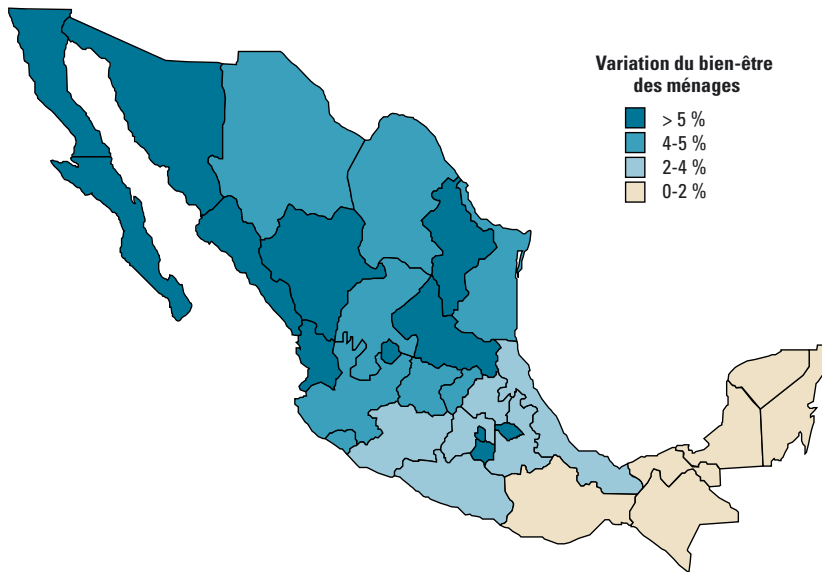 Variation du bien-être
des ménages
> 5 %
4-5 %
2-4 %
0-2 %